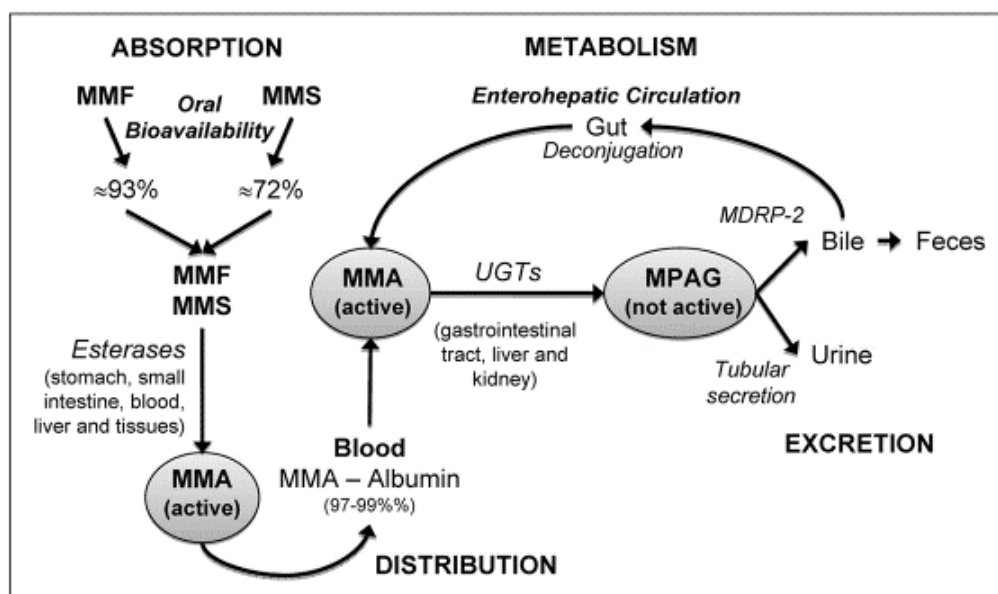 ABSORPTION
MMF
MMS
Oral
Bioavailability
≈93%
≈72%
MMF
MMS
Esterases
(stomach, small
intestine, blood,
liver and tissues)
MMA
(active)
Blood
MMA – Albumin
(97-99%%)
DISTRIBUTION
METABOLISM
Enterohepatic Circulation
Gut
Deconjugation
MMA
(active)
UGTs
(gastrointestinal
tract, liver and
kidney)
MPAG
(not active)
MDRP-2
Bile
Feces
Urine
Tubular
secretion
EXCRETION